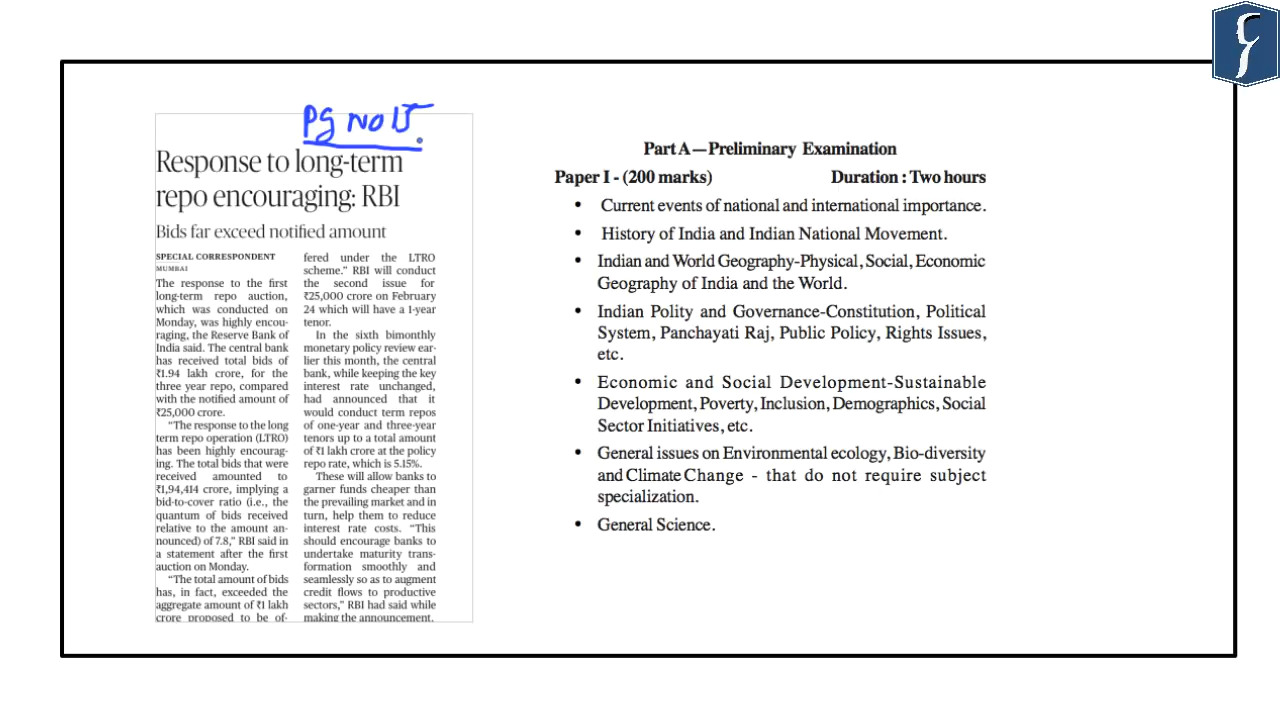 Pg No 15
Response to long-term
repo encouraging: RBI
Bids far exceed notified amount
SPECIAL CORRESPONDENT
MUMBAI
The response to the first
long-term repo auction,
which was conducted on
Monday, was highly encou-
raging, the Reserve Bank of
India said. The central bank
has received total bids of
₹1.94 lakh crore, for the
three year repo, compared
with the notified amount of
₹25,000 crore.
“The response to the long
term repo operation (LTRO)
has been highly encourag-
ing. The total bids that were
received amounted to
₹1,94,414 crore, implying a
bid-to-cover ratio (i.e., the
quantum of bids received
relative to the amount an-
nounced) of 7.8,” RBI said in
a statement after the first
auction on Monday.
“The total amount of bids
has, in fact, exceeded the
aggregate amount of ₹1 lakh
crore proposed to be of-
fered under the LTRO
scheme.” RBI will conduct
the second issue for
₹25,000 crore on February
24 which will have a 1-year
tenor.
In the sixth bimonthly
monetary policy review ear-
lier this month, the central
bank, while keeping the key
interest rate unchanged,
had announced that it
would conduct term repos
of one-year and three-year
tenors up to a total amount
of ₹1 lakh crore at the policy
repo rate, which is 5.15%.
These will allow banks to
garner funds cheaper than
the prevailing market and in
turn, help them to reduce
interest rate costs. “This
should encourage banks to
undertake maturity trans-
formation smoothly and
seamlessly so as to augment
credit flows to productive
sectors,” RBI had said while
making the announcement.
Part A—Preliminary Examination
Paper I - (200 marks) Duration : Two hours
• Current events of national and international importance.
• History of India and Indian National Movement.
• Indian and World Geography-Physical, Social, Economic
Geography of India and the World.
• Indian Polity and Governance-Constitution, Political
System, Panchayati Raj, Public Policy, Rights Issues,
etc.
• Economic and Social Development-Sustainable
Development, Poverty, Inclusion, Demographics, Social
Sector Initiatives, etc.
• General issues on Environmental ecology, Bio-diversity
and Climate Change - that do not require subject
specialization.
• General Science.